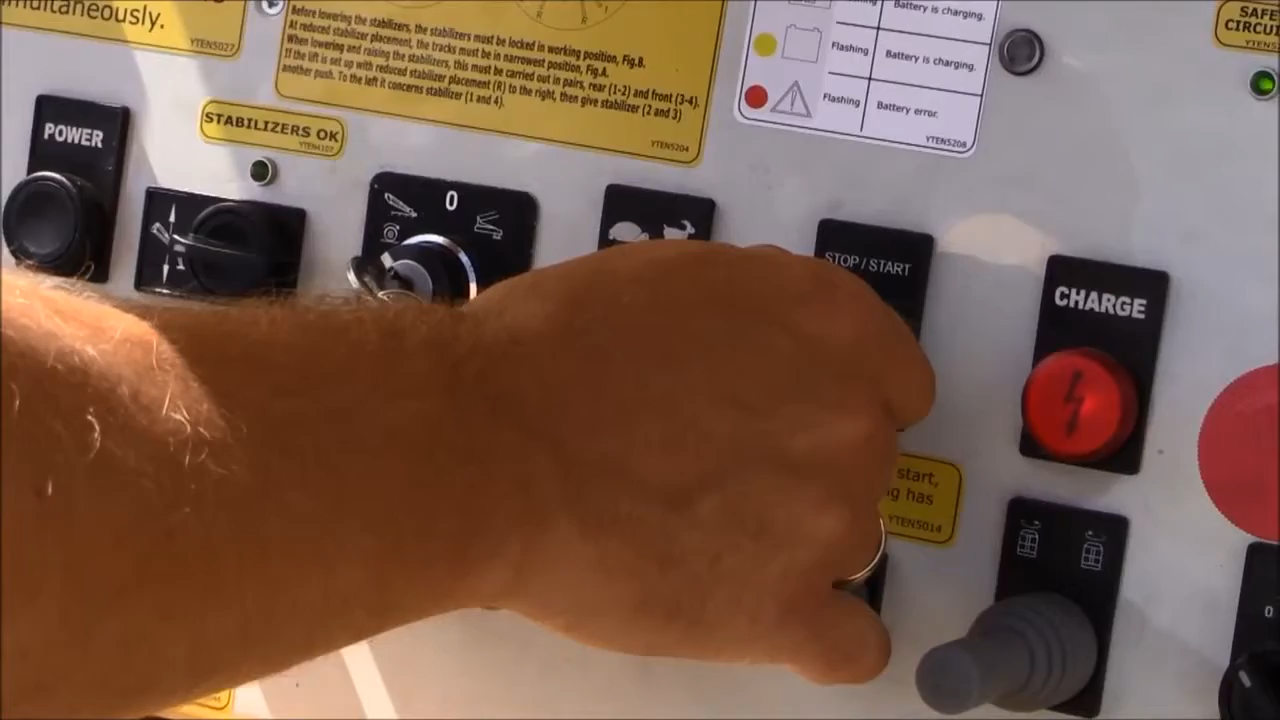 multaneously.
YTEN5027
Before lowering the stabilizers, the stabilizers must be locked in working position, Fig.B.
At reduced stabilizer placement, the tracks must be in narrowest position, Fig.A.
When lowering and raising the stabilizers, this must be carried out in pairs, rear (1-2) and front (3-4).
If the lift is set up with reduced stabilizer placement (R) to the right, then give stabilizer (2 and 3)
another push. To the left it concerns stabilizer (1 and 4).
YTEN5204
Battery is charging.
Flashing Battery is charging.
Flashing Battery error.
YTEN5208
SAFE
CIRCUI
POWER
STABILIZERS OK
YTEN4107
0
STOP / START
CHARGE
start,
g has
YTEN5014
0